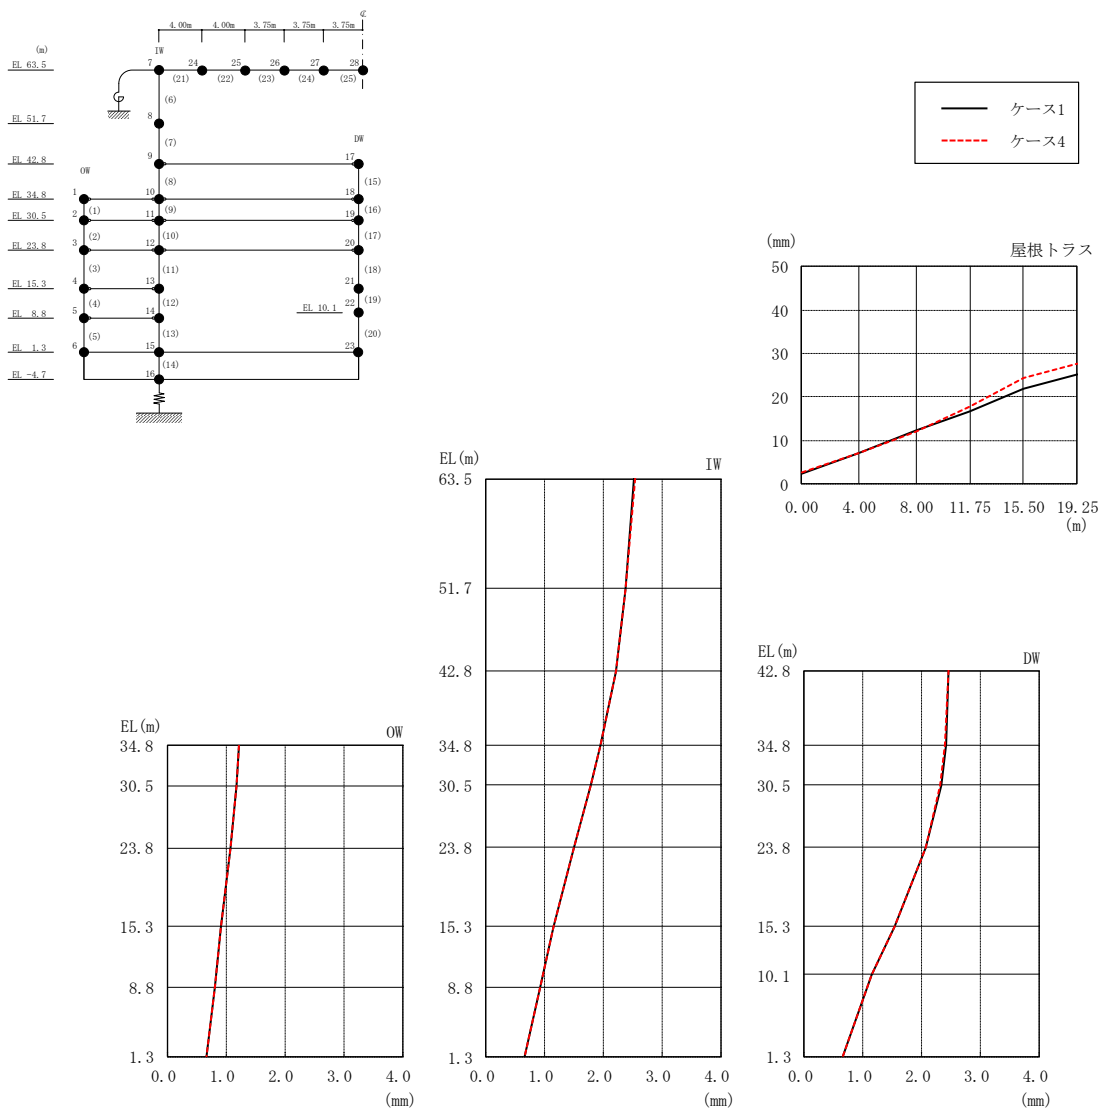 ℄
4.00m 4.00m 3.75m 3.75m 3.75m
(m)
IW
EL 63.5 7 24 25 26 27 28
(21) (22) (23) (24) (25)
(6)
EL 51.7 8
(7) DW
EL 42.8 9 17
OW (8) (15)
EL 34.8 1 10 18
(1) (9) (16)
EL 30.5 2 11 19
(2) (10) (17)
EL 23.8 3 12 20
(3) (11) (18)
EL 15.3 4 13 21
(4) (12) (19)
EL 10.1 22
EL 8.8 5 14
(5) (13) (20)
EL 1.3 6 15 23
(14)
EL -4.7 16
ケース1
ケース4
(mm) 屋根トラス
50
40
30
20
10
0
0.00 4.00 8.00 11.75 15.50 19.25
(m)
EL(m) IW
63.5
51.7
42.8
34.8
30.5
23.8
15.3
8.8
1.3
0.0 1.0 2.0 3.0 4.0
(mm)
EL(m) OW
34.8
30.5
23.8
15.3
8.8
1.3
0.0 1.0 2.0 3.0 4.0
(mm)
EL(m) DW
42.8
34.8
30.5
23.8
15.3
10.1
1.3
0.0 1.0 2.0 3.0 4.0
(mm)